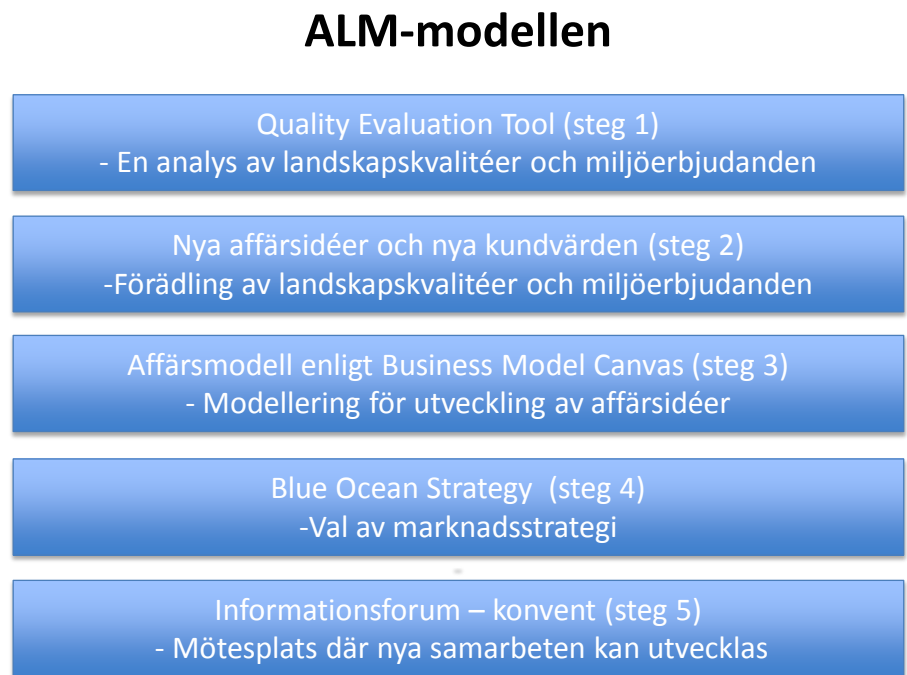 ALM-modellen
Quality Evaluation Tool (steg 1)
- En analys av landskapskvalitéer och miljöerbjudanden
Nya affärsidéer och nya kundvärden (steg 2)
-Förädling av landskapskvalitéer och miljöerbjudanden
Affärsmodell enligt Business Model Canvas (steg 3)
- Modellering för utveckling av affärsidéer
Blue Ocean Strategy  (steg 4)
-Val av marknadsstrategi
Informationsforum – konvent (steg 5)
- Mötesplats där nya samarbeten kan utvecklas